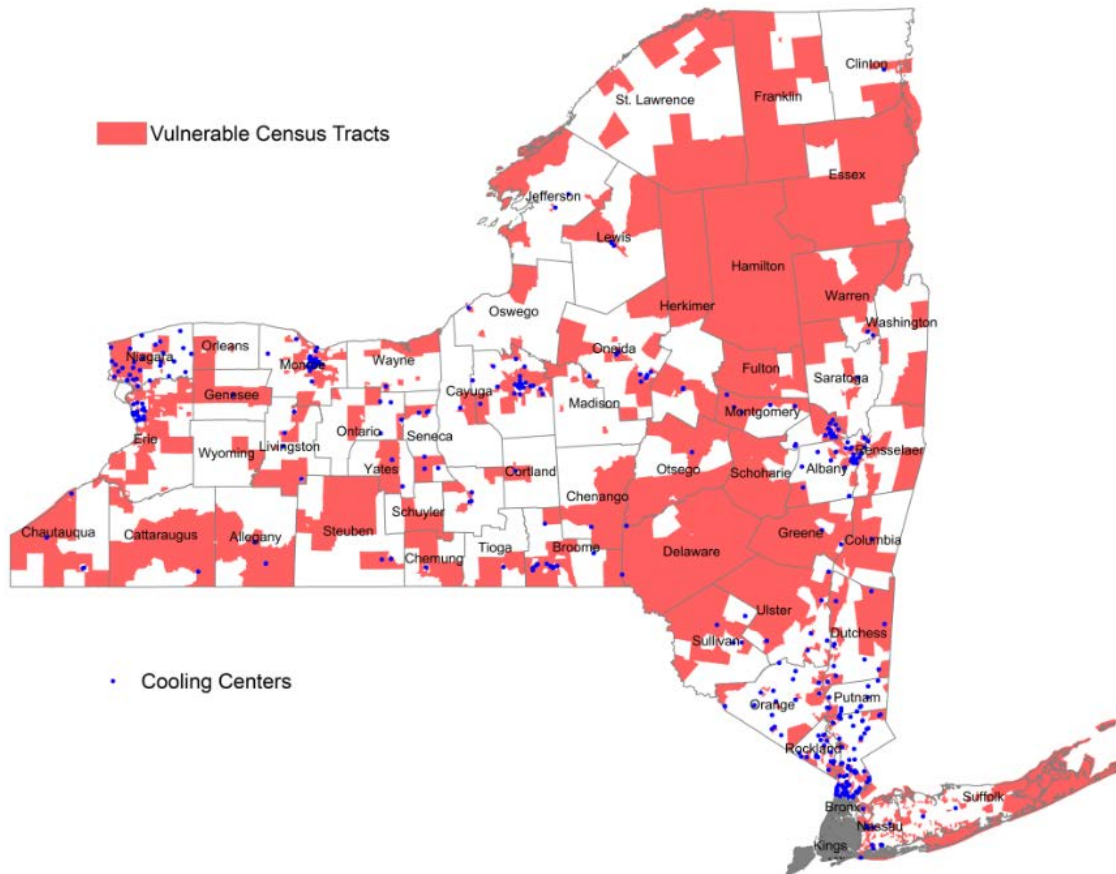 Clinton
Franklin
St. Lawrence
Vulnerable Census Tracts
Essex
Jefferson
Lewis
Hamilton
Herkimer
Warren
Washington
Oswego
Orleans
Niagara
Oneida
Monroe
Wayne
Fulton
Saratoga
Genesee
Cayuga
Madison
Montgomery
Ontario
Seneca
Erie
Wyoming
Livingston
Rensselaer
Otsego
Albany
Yates
Cortland
Schoharie
Chenango
Schuyler
Steuben
Chautauqua
Cattaraugus
Allegany
Greene
Columbia
Tioga
Broome
Delaware
Chemung
Ulster
Dutchess
Sullivan
Cooling Centers
Putnam
Orange
Rockland
Suffolk
Bronx
Nassau
Kings